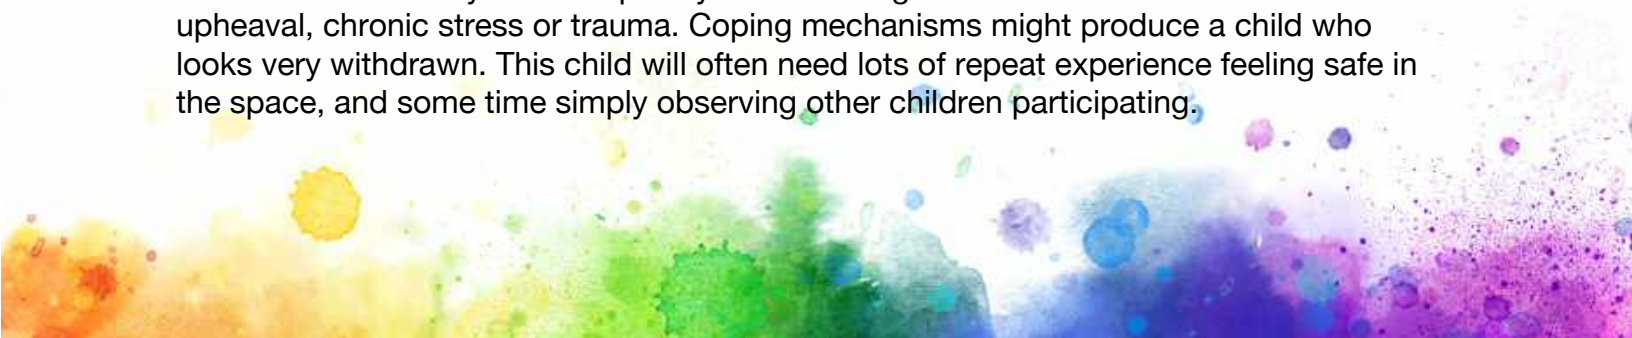 upheaval, chronic stress or trauma. Coping mechanisms might produce a child who
looks very withdrawn. This child will often need lots of repeat experience feeling safe in
the space, and some time simply observing other children participating.